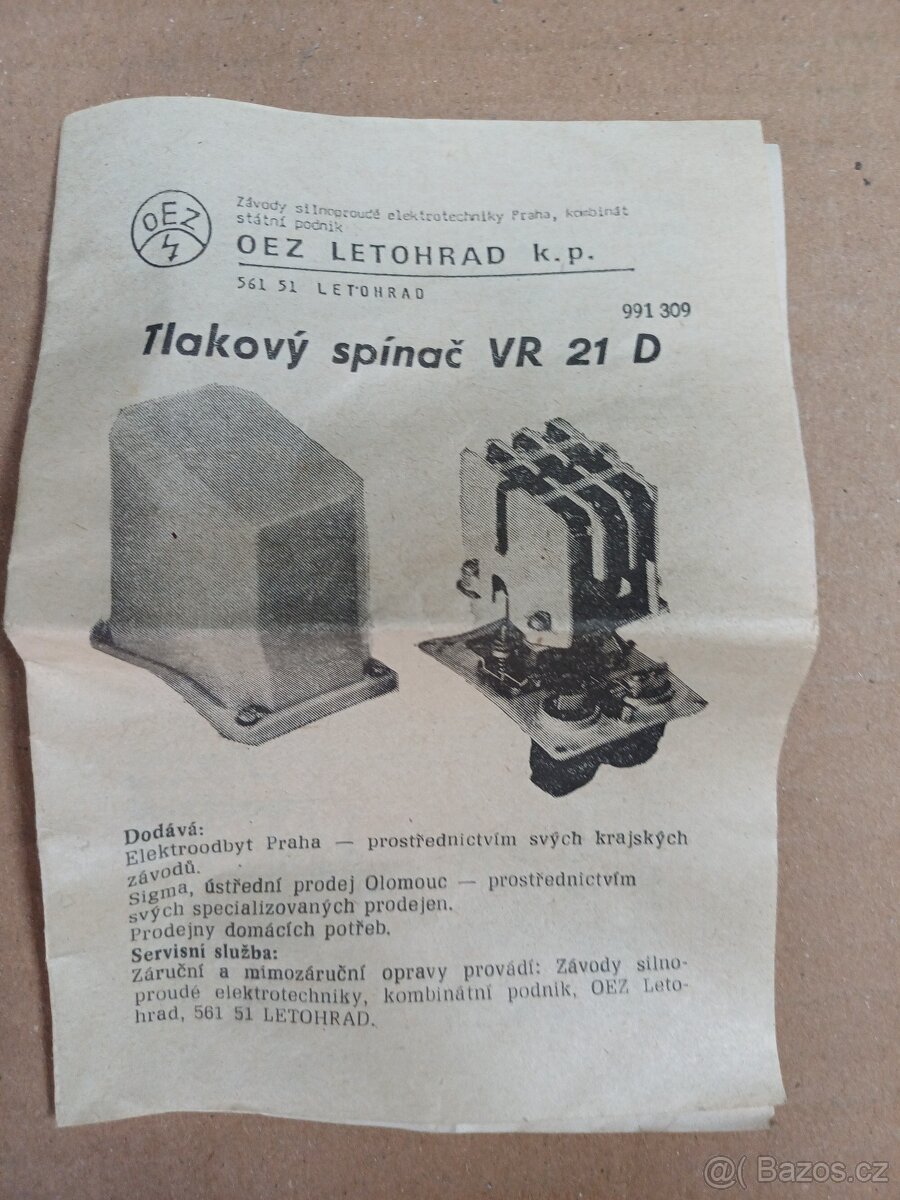 OEZ
Závody silnoproudé elektrotechniky Praha, kombinát
státní podnik
OEZ LETOHRAD k.p.
561 51 LETOHRAD
991 309
Tlakový spínač VR 21 D
Dodává:
Elektroodbyt Praha — prostřednictvím svých krajských
závodů.
Sigma, ústřední prodej Olomouc — prostřednictvím
svých specializovaných prodejen.
Prodejny domácích potřeb.
Servisní služba:
Záruční a mimozáruční opravy provádí: Závody silno-
proudé elektrotechniky, kombinátní podnik, OEZ Leto-
hrad, 561 51 LETOHRAD.
@( Bazos.cz